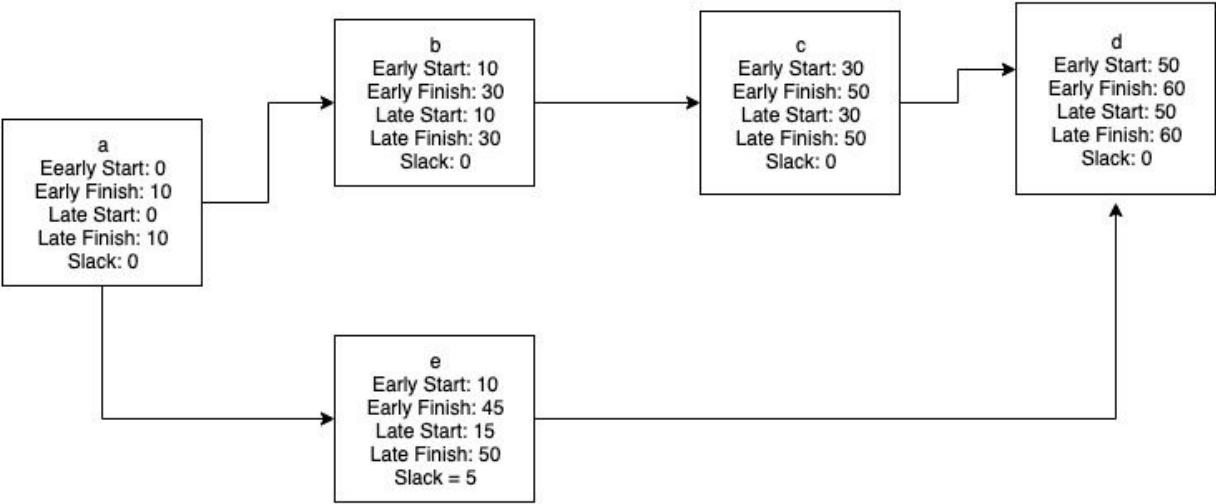 a
Eearly Start: 0
Early Finish: 10
Late Start: 0
Late Finish: 10
Slack: 0
b
Early Start: 10
Early Finish: 30
Late Start: 10
Late Finish: 30
Slack: 0
c
Early Start: 30
Early Finish: 50
Late Start: 30
Late Finish: 50
Slack: 0
d
Early Start: 50
Early Finish: 60
Late Start: 50
Late Finish: 60
Slack: 0
e
Early Start: 10
Early Finish: 45
Late Start: 15
Late Finish: 50
Slack = 5